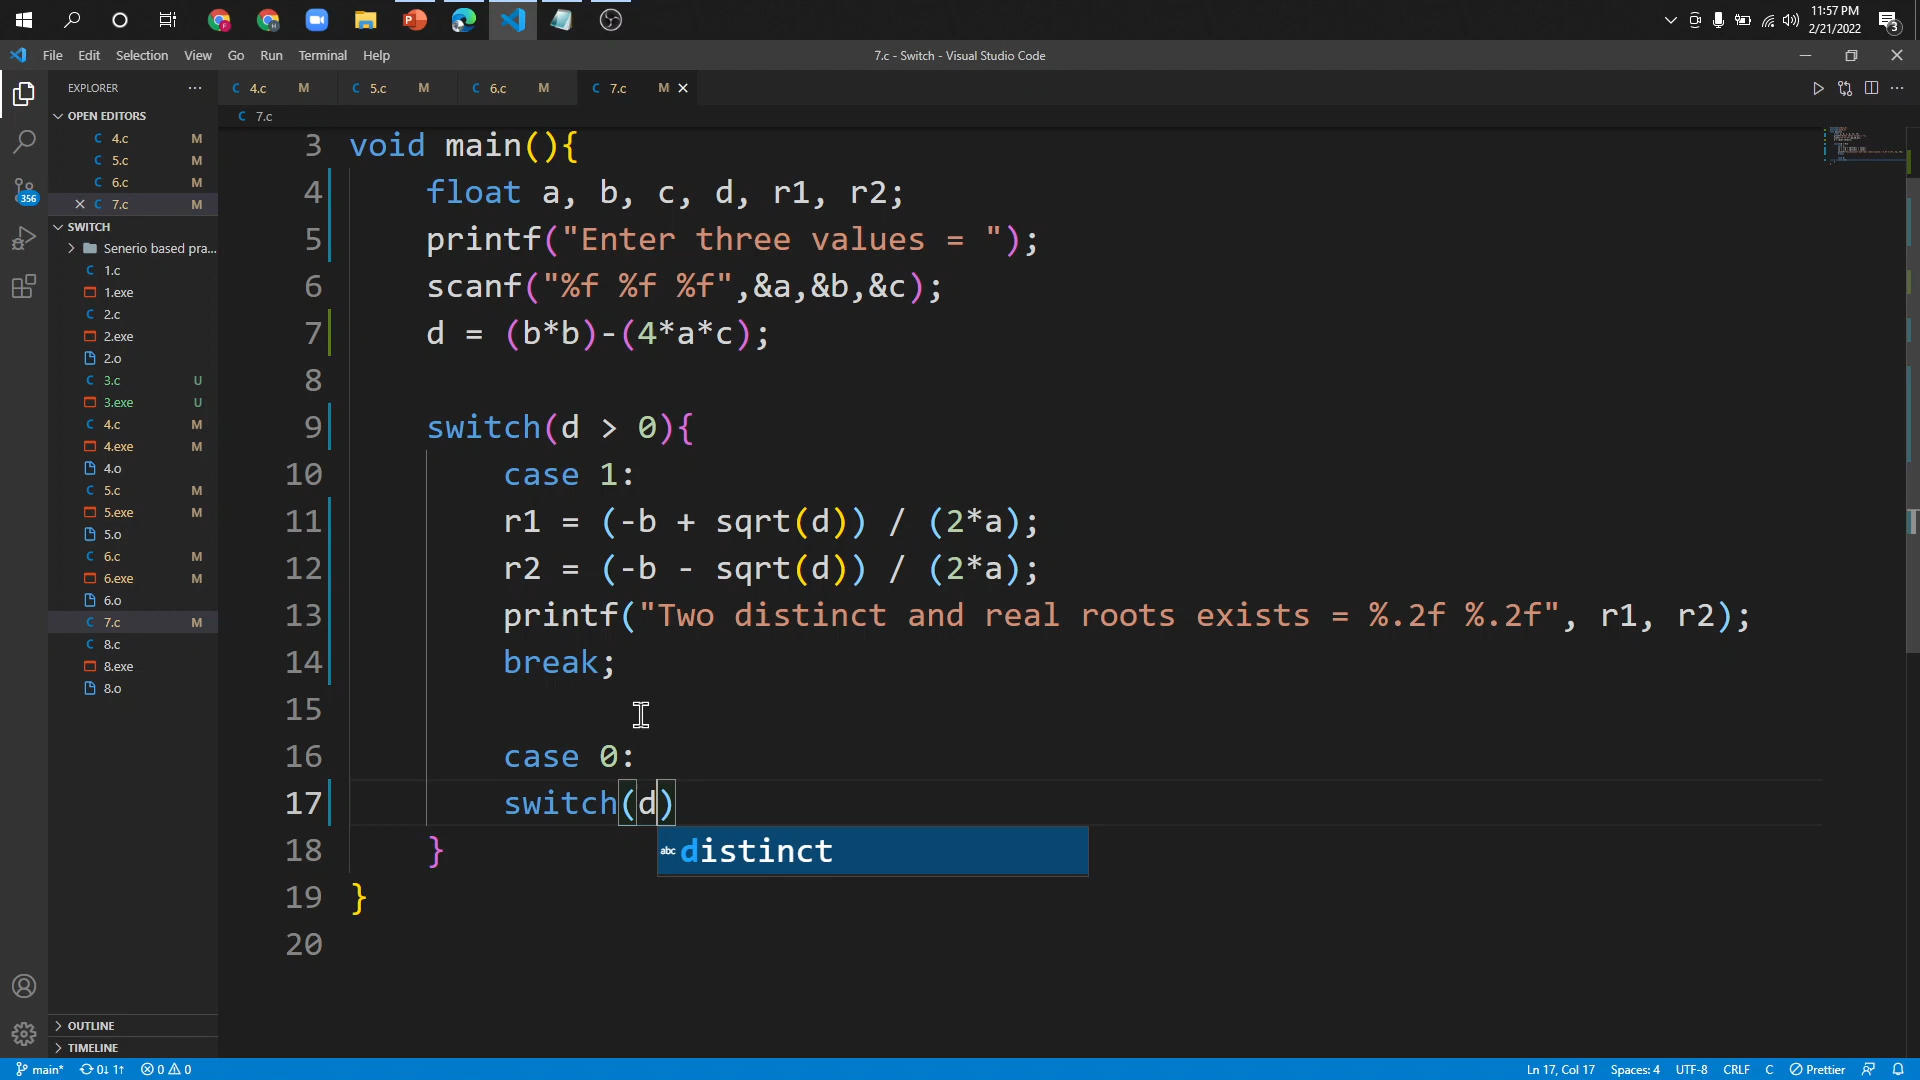 11:57 PM
2/21/2022
3
File Edit Selection View Go Run Terminal Help
7.c - Switch - Visual Studio Code
EXPLORER
4.c M
5.c M
6.c M
7.c M
OPEN EDITORS
4.c M
5.c M
6.c M
7.c M
SWITCH
Senerio based pra...
1.c
1.exe
2.c
2.exe
2.o
3.c U
3.exe U
4.c M
4.exe M
4.o
5.c M
5.exe M
5.o
6.c M
6.exe M
6.o
7.c M
8.c
8.exe
8.o
OUTLINE
TIMELINE
356
7.c
3 void main(){
4 float a, b, c, d, r1, r2;
5 printf("Enter three values = ");
6 scanf("%f %f %f",&a,&b,&c);
7 d = (b*b)-(4*a*c);
8
9 switch(d > 0){
10 case 1:
11 r1 = (-b + sqrt(d)) / (2*a);
12 r2 = (-b - sqrt(d)) / (2*a);
13 printf("Two distinct and real roots exists = %.2f %.2f", r1, r2);
14 break;
15
16 case 0:
17 switch(d)
abc distinct
18 }
19 }
20
main* 0↓ 1↑ 0 0
Ln 17, Col 17 Spaces: 4 UTF-8 CRLF C Prettier